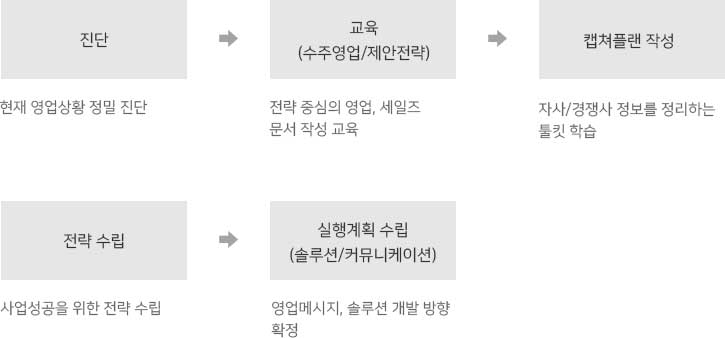 진단
현재 영업상황 정밀 진단
교육
(수주영업/제안전략)
전략 중심의 영업, 세일즈
문서 작성 교육
캡쳐플랜 작성
자사/경쟁사 정보를 정리하는
툴킷 학습
전략 수립
사업성공을 위한 전략 수립
실행계획 수립
(솔루션/커뮤니케이션)
영업메시지, 솔루션 개발 방향
확정